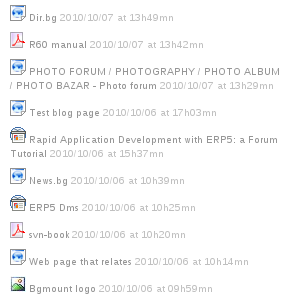 Dir.bg 2010/10/07 at 13h49mn
R60 manual 2010/10/07 at 13h42mn
PHOTO FORUM / PHOTOGRAPHY / PHOTO ALBUM
/ PHOTO BAZAR - Photo forum 2010/10/07 at 13h29mn
Test blog page 2010/10/06 at 17h03mn
Rapid Application Development with ERP5: a Forum
Tutorial 2010/10/06 at 15h37mn
News.bg 2010/10/06 at 10h39mn
ERP5 Dms 2010/10/06 at 10h25mn
svn-book 2010/10/06 at 10h20mn
Web page that relates 2010/10/06 at 10h14mn
Bgmount logo 2010/10/06 at 09h59mn